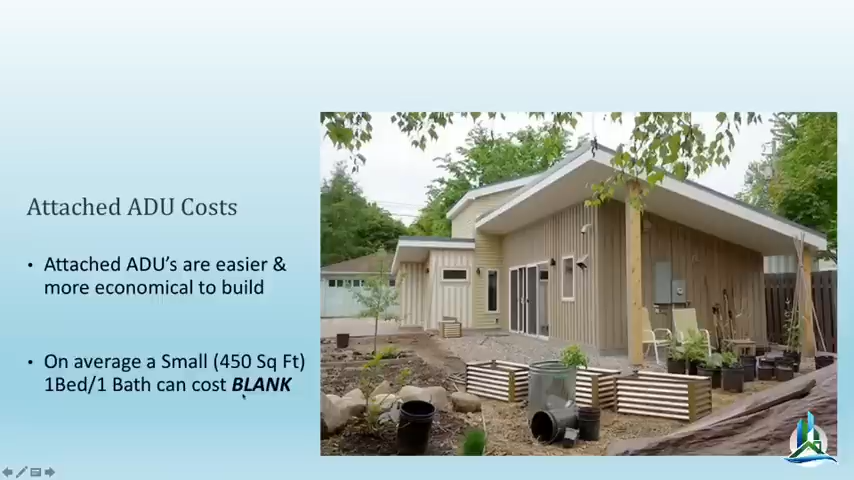 Attached ADU Costs
• Attached ADU’s are easier &
more economical to build
• On average a Small (450 Sq Ft)
1Bed/1 Bath can cost BLANK